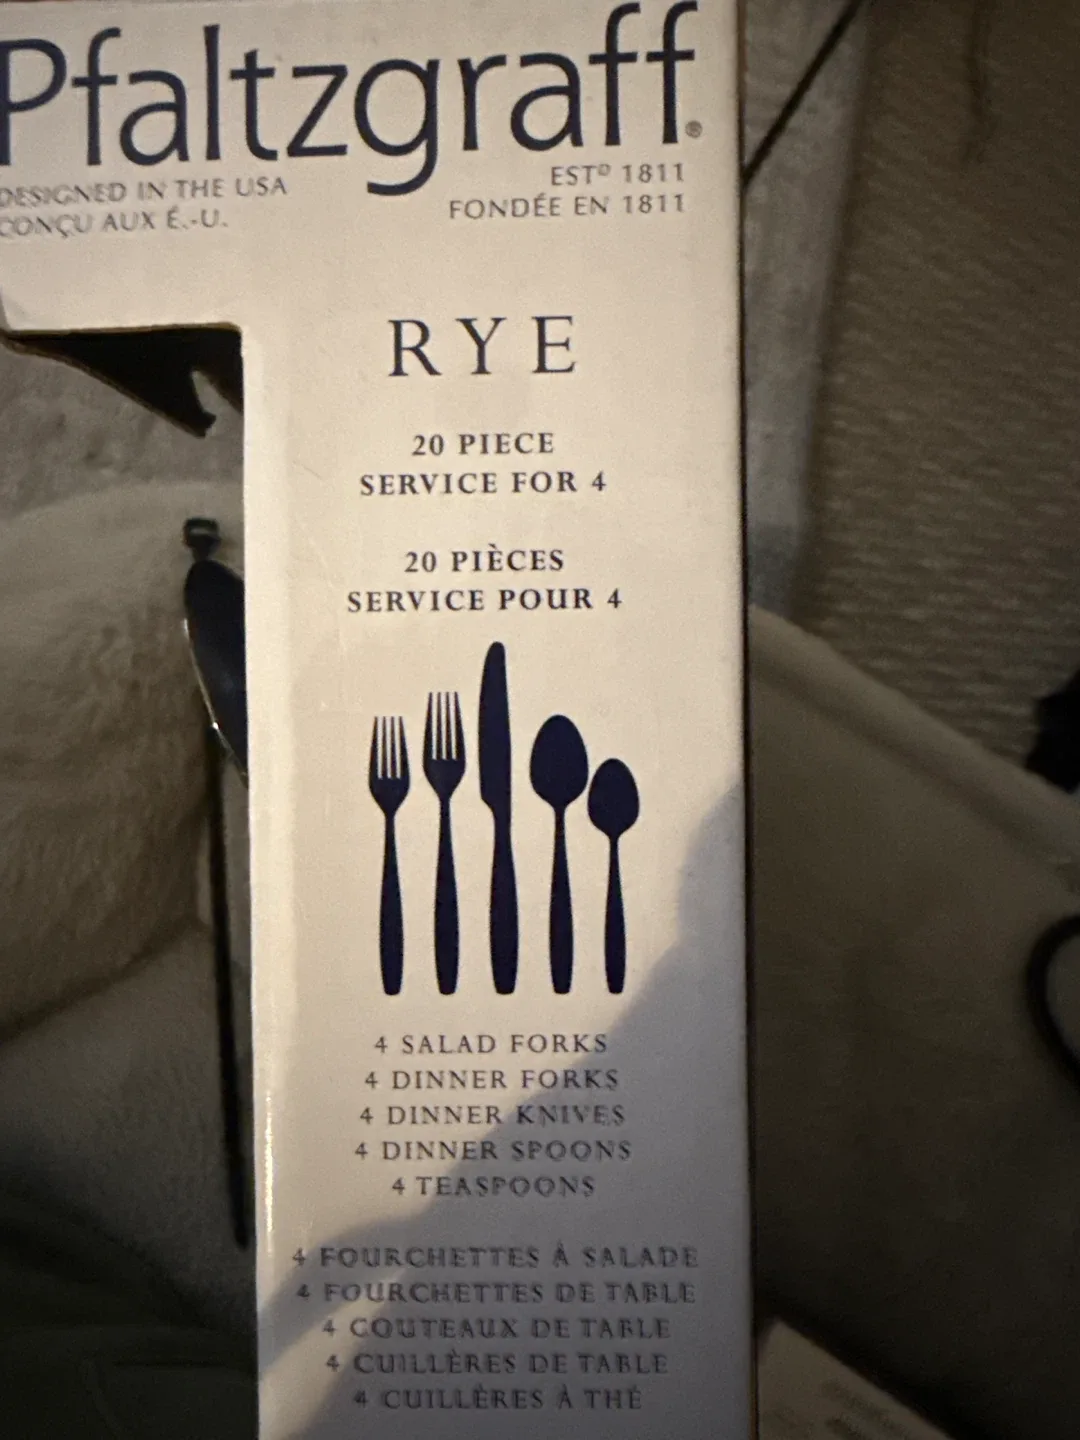 Pfaltzgraff®
DESIGNED IN THE USA
CONÇU AUX É.-U.
ESTD 1811
FONDÉE EN 1811
RYE
20 PIECE
SERVICE FOR 4
20 PIÈCES
SERVICE POUR 4
4 SALAD FORKS
4 DINNER FORKS
4 DINNER KNIVES
4 DINNER SPOONS
4 TEASPOONS
4 FOURCHETTES À SALADE
4 FOURCHETTES DE TABLE
4 COUTEAUX DE TABLE
4 CUILLÈRES DE TABLE
4 CUILLÈRES À THÉ